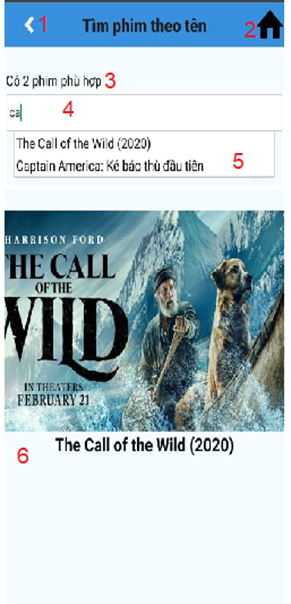 1 Tìm phim theo tên 2
Có 2 phim phù hợp 3
ca 4
The Call of the Wild (2020)
Captain America: Kẻ báo thù đầu tiên 5
HARRISON FORD
THE CALL
OF THE
WILD
IN THEATERS
FEBRUARY 21
6 The Call of the Wild (2020)